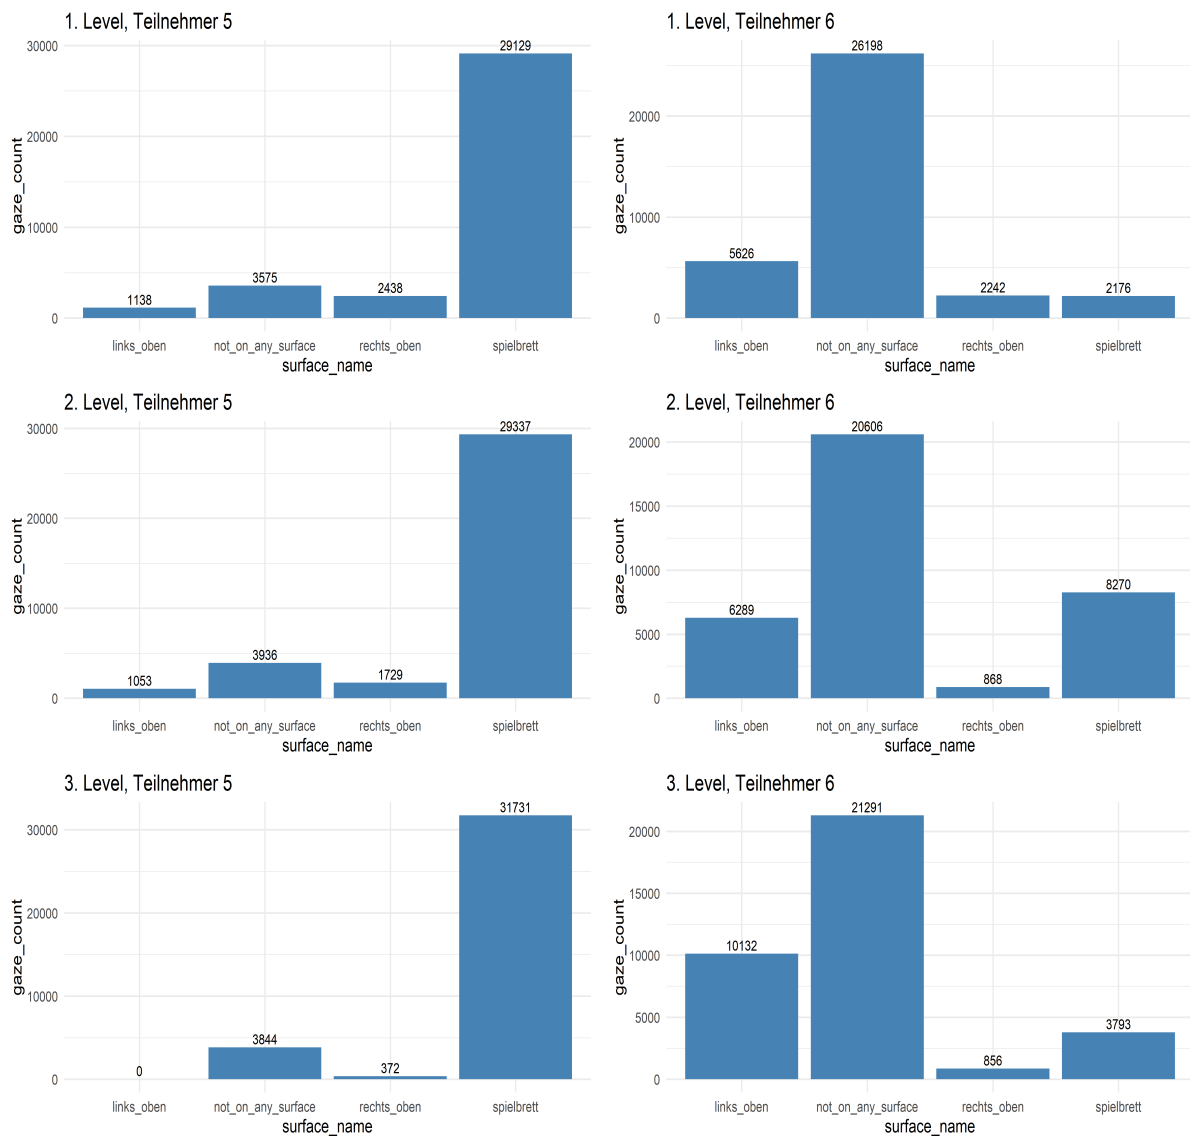 1. Level, Teilnehmer 5
gaze_count
30000
20000
10000
0
1138
3575
2438
29129
links_oben
not_on_any_surface
rechts_oben
spielbrett
surface_name
1. Level, Teilnehmer 6
gaze_count
20000
10000
0
5626
26198
2242
2176
links_oben
not_on_any_surface
rechts_oben
spielbrett
surface_name
2. Level, Teilnehmer 5
gaze_count
30000
20000
10000
0
1053
3936
1729
29337
links_oben
not_on_any_surface
rechts_oben
spielbrett
surface_name
2. Level, Teilnehmer 6
gaze_count
20000
15000
10000
5000
0
6289
20606
868
8270
links_oben
not_on_any_surface
rechts_oben
spielbrett
surface_name
3. Level, Teilnehmer 5
gaze_count
30000
20000
10000
0
0
3844
372
31731
links_oben
not_on_any_surface
rechts_oben
spielbrett
surface_name
3. Level, Teilnehmer 6
gaze_count
20000
15000
10000
5000
0
10132
21291
856
3793
links_oben
not_on_any_surface
rechts_oben
spielbrett
surface_name